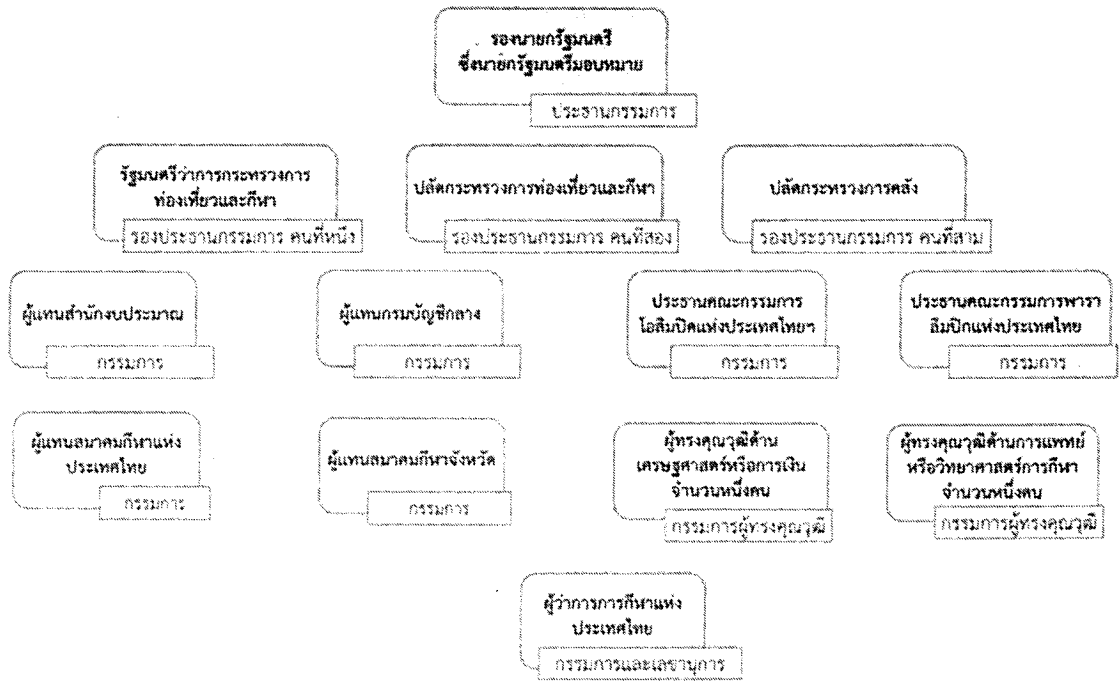 รองนายกรัฐมนตรี
ซึ่งนายกรัฐมนตรีมอบหมาย
ประธานกรรมการ
รัฐมนตรีว่าการกระทรวงการ
ท่องเที่ยวและกีฬา
รองประธานกรรมการ คนที่หนึ่ง
ปลัดกระทรวงการท่องเที่ยวและกีฬา
รองประธานกรรมการ คนที่สอง
ปลัดกระทรวงการคลัง
รองประธานกรรมการ คนที่สาม
ผู้แทนสำนักงบประมาณ
กรรมการ
ผู้แทนกรมบัญชีกลาง
กรรมการ
ประธานคณะกรรมการ
โอลิมปิคแห่งประเทศไทยฯ
กรรมการ
ประธานคณะกรรมการพารา
ลิมปิกแห่งประเทศไทย
กรรมการ
ผู้แทนสมาคมกีฬาแห่ง
ประเทศไทย
กรรมการ
ผู้แทนสมาคมกีฬาจังหวัด
กรรมการ
ผู้ทรงคุณวุฒิด้าน
เศรษฐศาสตร์หรือการเงิน
จำนวนหนึ่งคน
กรรมการผู้ทรงคุณวุฒิ
ผู้ทรงคุณวุฒิด้านการแพทย์
หรือวิทยาศาสตร์การกีฬา
จำนวนหนึ่งคน
กรรมการผู้ทรงคุณวุฒิ
ผู้ว่าการการกีฬาแห่ง
ประเทศไทย
กรรมการและเลขานุการ